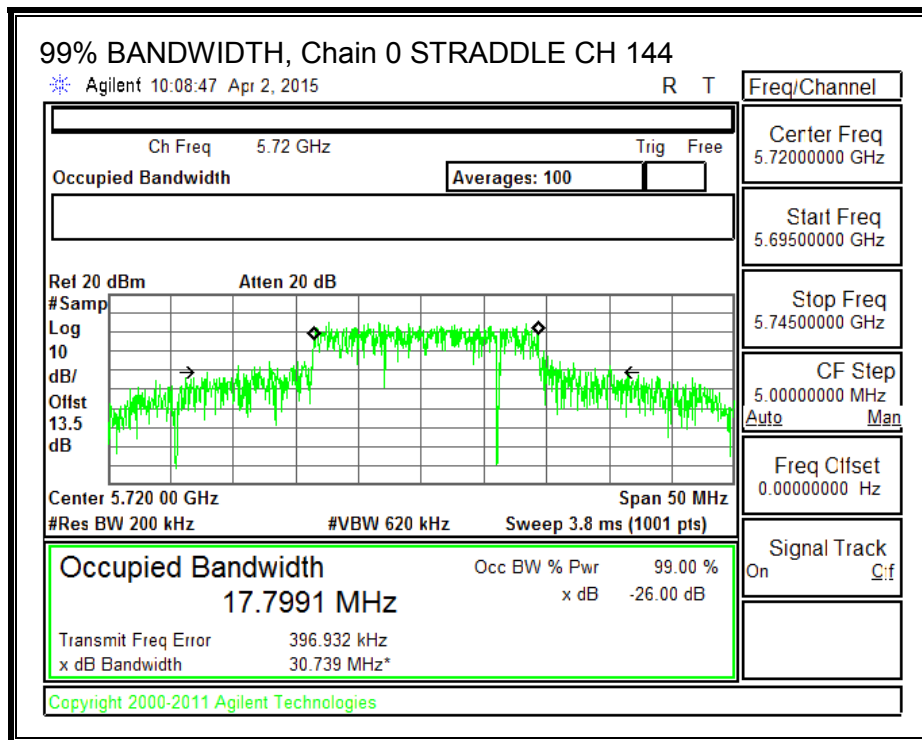 99% BANDWIDTH, Chain 0 STRADDLE CH 144
Agilent 10:08:47 Apr 2, 2015 R T
Freq/Channel
Ch Freq 5.72 GHz Trig Free
Occupied Bandwidth Averages: 100
Center Freq
5.72000000 GHz
Start Freq
5.69500000 GHz
Stop Freq
5.74500000 GHz
CF Step
5.00000000 MHz
Auto Man
Freq Offset
0.00000000 Hz
Signal Track
On Off
Ref 20 dBm Atten 20 dB
#Samp
Log
10
dB/
Offst
13.5
dB
Center 5.720 00 GHz Span 50 MHz
#Res BW 200 kHz #VBW 620 kHz Sweep 3.8 ms (1001 pts)
Occupied Bandwidth Occ BW % Pwr 99.00 %
17.7991 MHz x dB -26.00 dB
Transmit Freq Error 396.932 kHz
x dB Bandwidth 30.739 MHz*
Copyright 2000-2011 Agilent Technologies